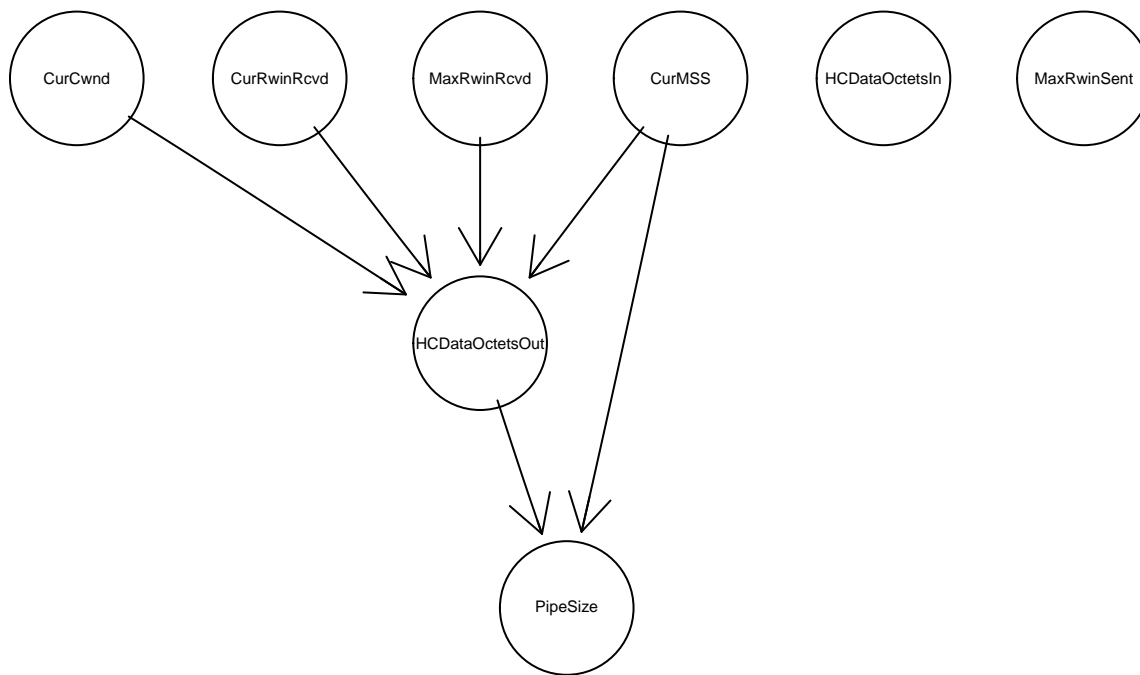 CurCwnd
CurRwinRcvd
MaxRwinRcvd
CurMSS
HCDataOctetsIn
MaxRwinSent
HCDataOctetsOut
PipeSize